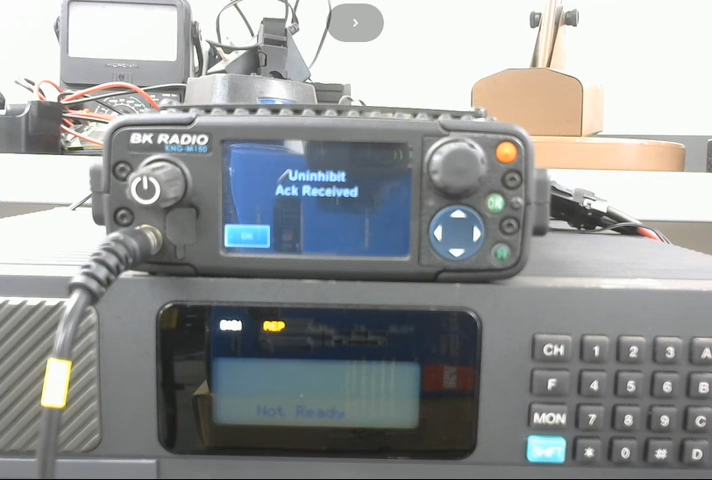 BK RADIO
KNG-M150
Uninhibit
Ack Received
OK
REP
Not Ready
CH 1 2 3 A
F 4 5 6 B
MON 7 8 9 C
SHIFT * 0 # D